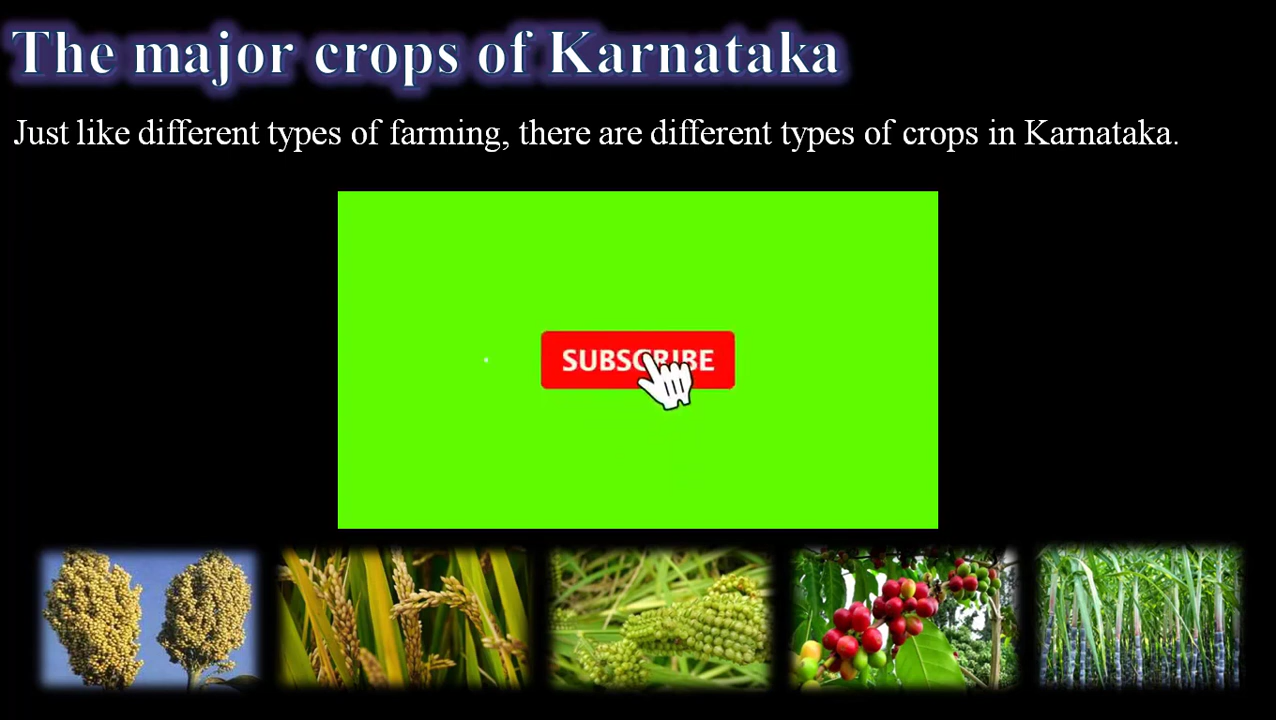 The major crops of Karnataka
Just like different types of farming, there are different types of crops in Karnataka.
SUBSCRIBE